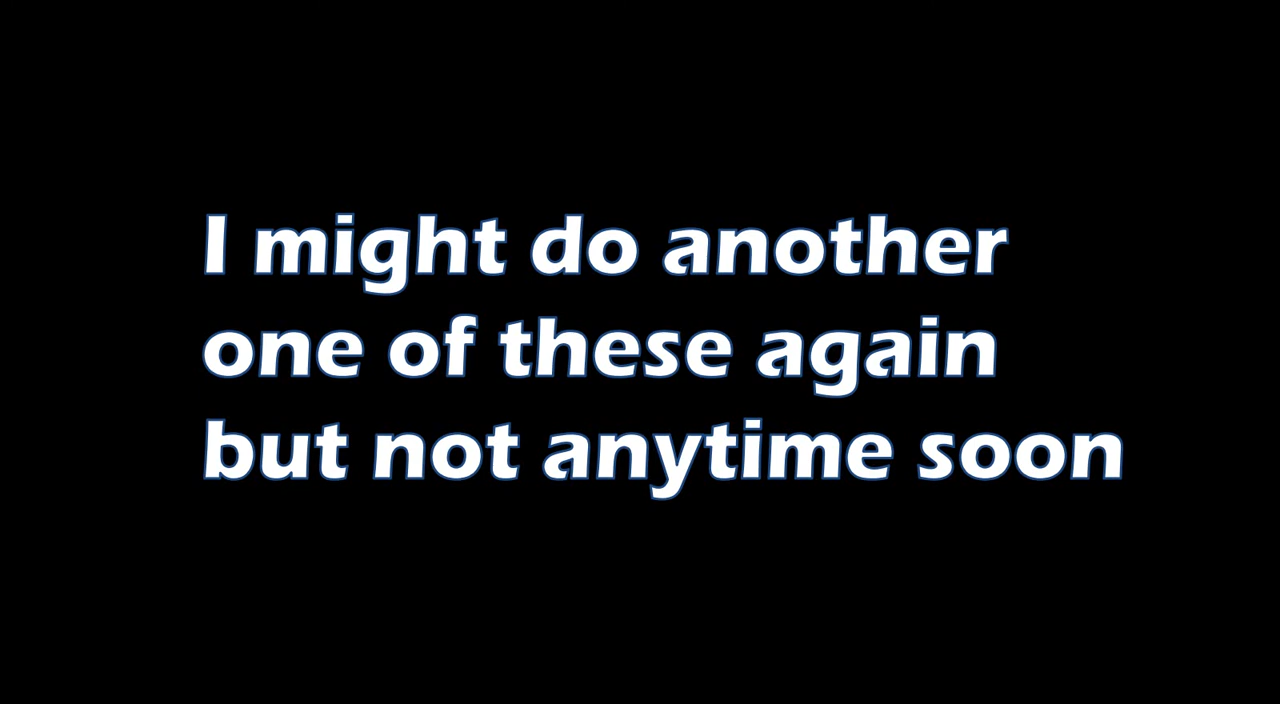 I might do another
one of these again
but not anytime soon